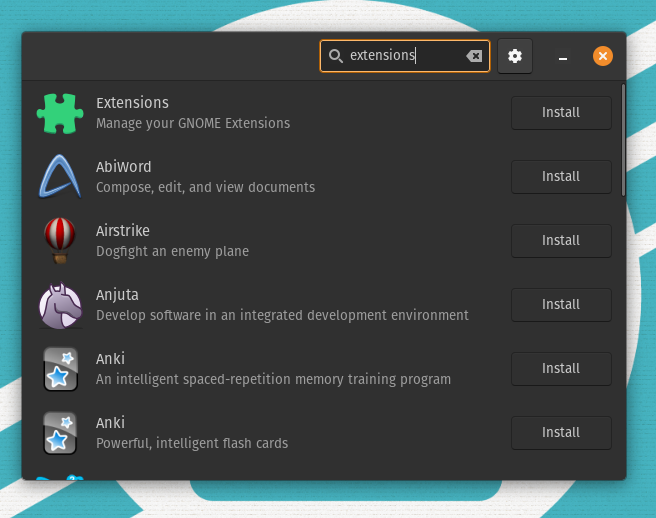 extensions
Extensions
Manage your GNOME Extensions
Install
AbiWord
Compose, edit, and view documents
Install
Airstrike
Dogfight an enemy plane
Install
Anjuta
Develop software in an integrated development environment
Install
Anki
An intelligent spaced-repetition memory training program
Install
Anki
Powerful, intelligent flash cards
Install